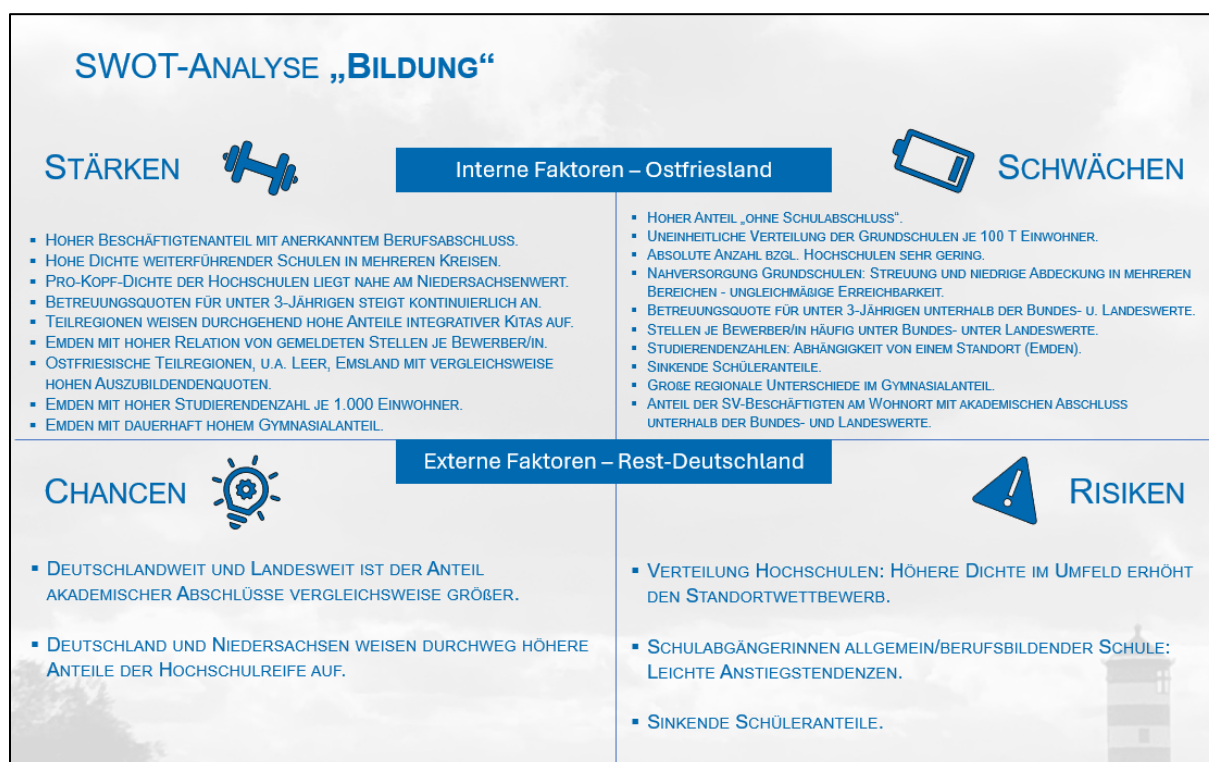 SWOT-Analyse „Bildung“
Stärken
Interne Faktoren – Ostfriesland
Schwächen
▪ Hoher Beschäftigtenanteil mit anerkanntem Berufsabschluss.
▪ Hohe Dichte weiterführender Schulen in mehreren Kreisen.
▪ Pro-Kopf-Dichte der Hochschulen liegt nahe am Niedersachsenwert.
▪ Betreuungsquoten für unter 3-Jährigen steigt kontinuierlich an.
▪ Teilregionen weisen durchgehend hohe Anteile integrativer Kitas auf.
▪ Emden mit hoher Relation von gemeldeten Stellen je Bewerber/in.
▪ Ostfriesische Teilregionen, u.a. Leer, Emsland mit vergleichsweise
hohen Auszubildendenquoten.
▪ Emden mit hoher Studierendenzahl je 1.000 Einwohner.
▪ Emden mit dauerhaft hohem Gymnasialanteil.
▪ Hoher Anteil „ohne Schulabschluss“.
▪ Uneinheitliche Verteilung der Grundschulen je 100 T Einwohner.
▪ Absolute Anzahl bzgl. Hochschulen sehr gering.
▪ Nahversorgung Grundschulen: Streuung und niedrige Abdeckung in mehreren
Bereichen - ungleichmäßige Erreichbarkeit.
▪ Betreuungsquote für unter 3-Jährigen unterhalb der Bundes- u. Landeswerte.
▪ Stellen je Bewerber/in häufig unter Bundes- unter Landeswerte.
▪ Studierendenzahlen: Abhängigkeit von einem Standort (Emden).
▪ Sinkende Schüleranteile.
▪ Große regionale Unterschiede im Gymnasialanteil.
▪ Anteil der SV-Beschäftigten am Wohnort mit akademischen Abschluss
unterhalb der Bundes- und Landeswerte.
Externe Faktoren – Rest-Deutschland
Chancen
Risiken
▪ Deutschlandweit und Landesweit ist der Anteil
akademischer Abschlüsse vergleichsweise größer.
▪ Deutschland und Niedersachsen weisen durchweg höhere
Anteile der Hochschulreife auf.
▪ Verteilung Hochschulen: Höhere Dichte im Umfeld erhöht
den Standortwettbewerb.
▪ Schulabgängerinnen allgemein/berufsbildender Schule:
Leichte Anstiegstendenzen.
▪ Sinkende Schüleranteile.